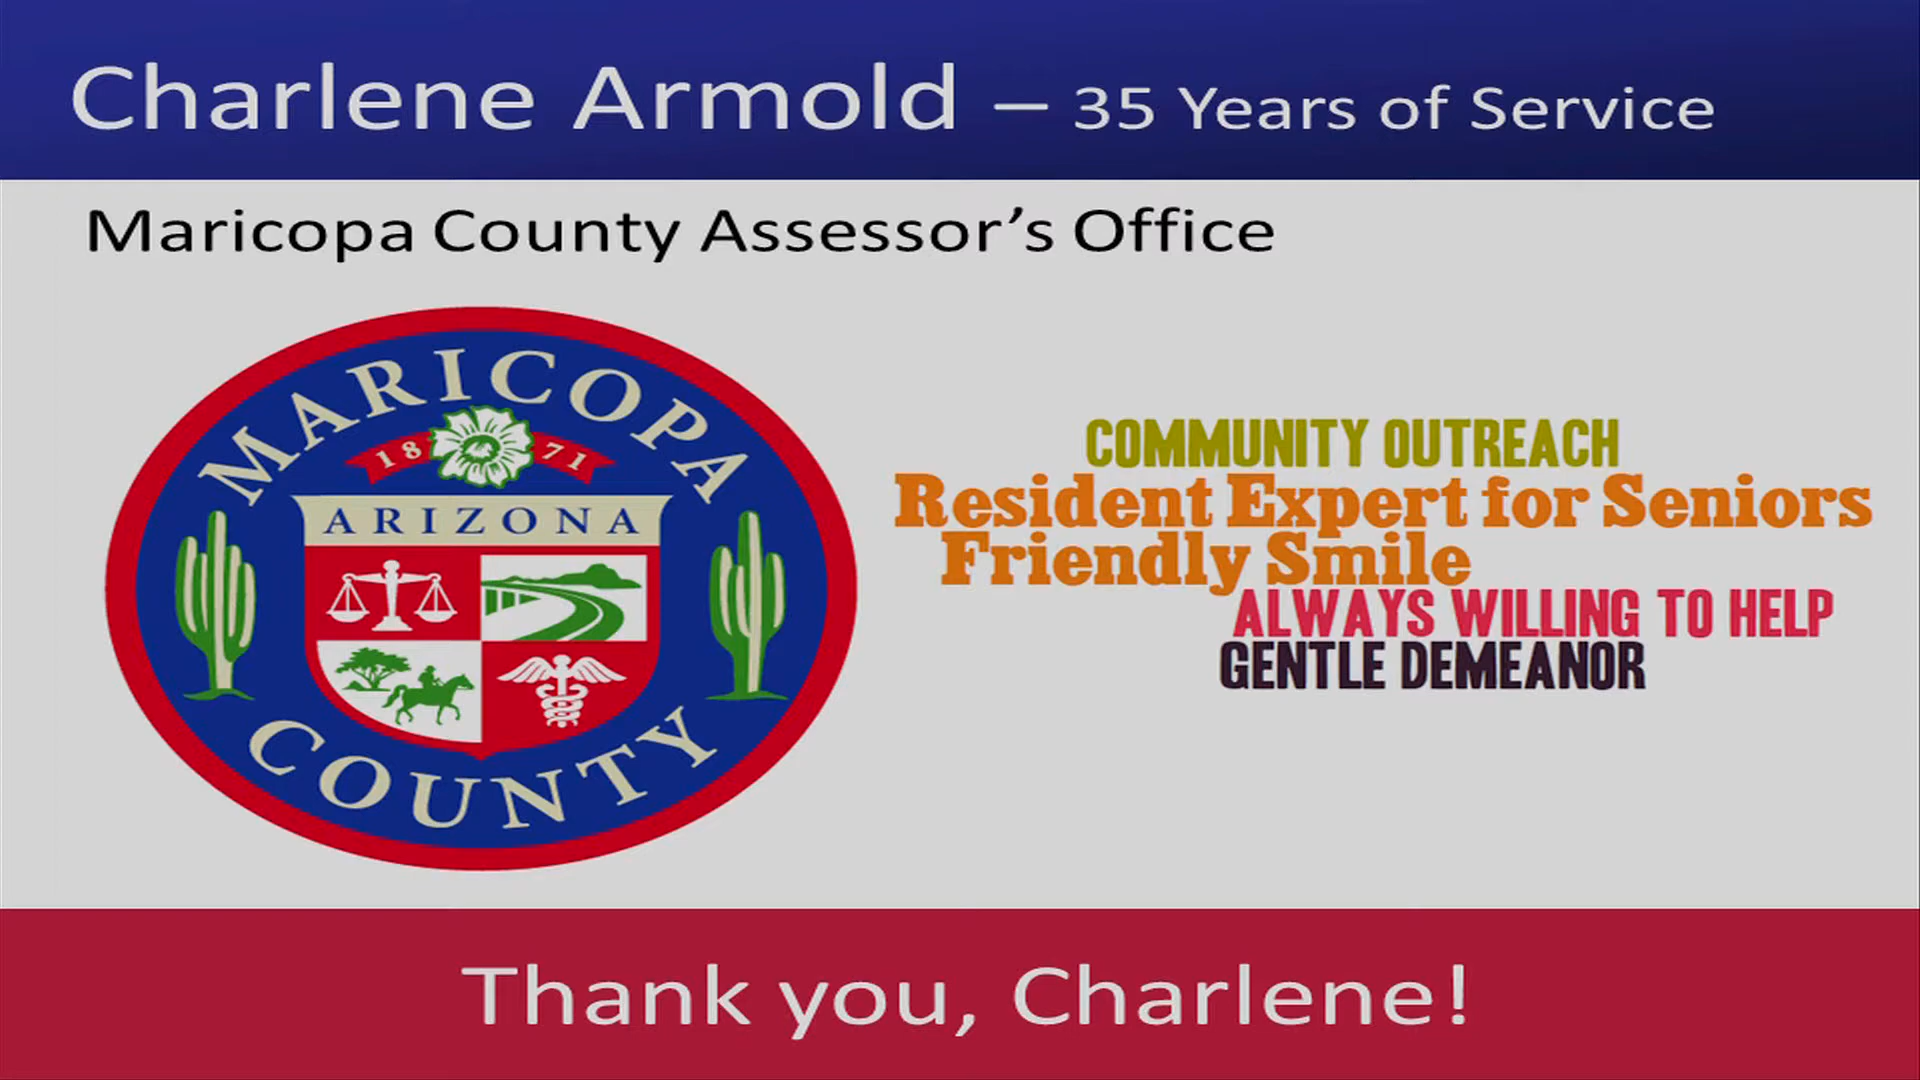 Charlene Armold – 35 Years of Service
Maricopa County Assessor’s Office
MARICOPA
18 71
ARIZONA
COUNTY
COMMUNITY OUTREACH
Resident Expert for Seniors
Friendly Smile
ALWAYS WILLING TO HELP
GENTLE DEMEANOR
Thank you, Charlene!